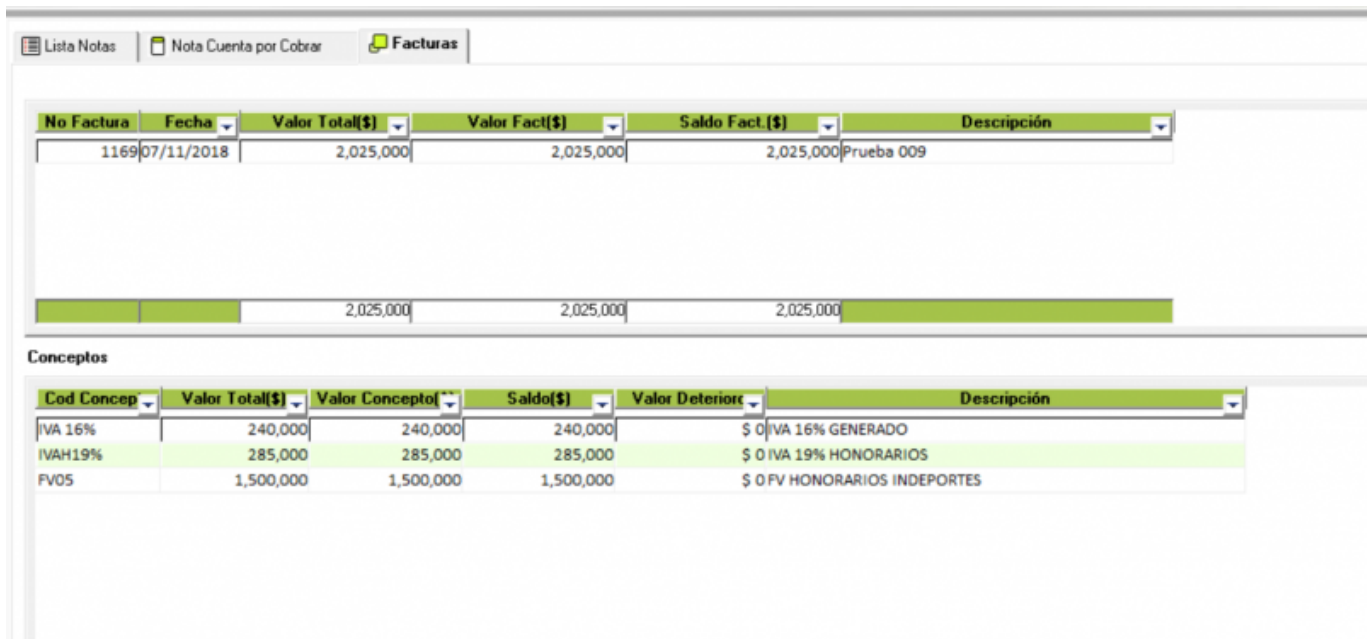 Lista Notas Nota Cuenta por Cobrar Facturas
No Factura Fecha Valor Total($) Valor Fact($) Saldo Fact.($) Descripción
1169 07/11/2018 2,025,000 2,025,000 2,025,000 Prueba 009
2,025,000 2,025,000 2,025,000
Conceptos
Cod Concep Valor Total($) Valor Concepto( Saldo($) Valor Deterioro Descripción
IVA 16% 240,000 240,000 240,000 $ 0 IVA 16% GENERADO
IVAH19% 285,000 285,000 285,000 $ 0 IVA 19% HONORARIOS
FV05 1,500,000 1,500,000 1,500,000 $ 0 FV HONORARIOS INDEPORTES